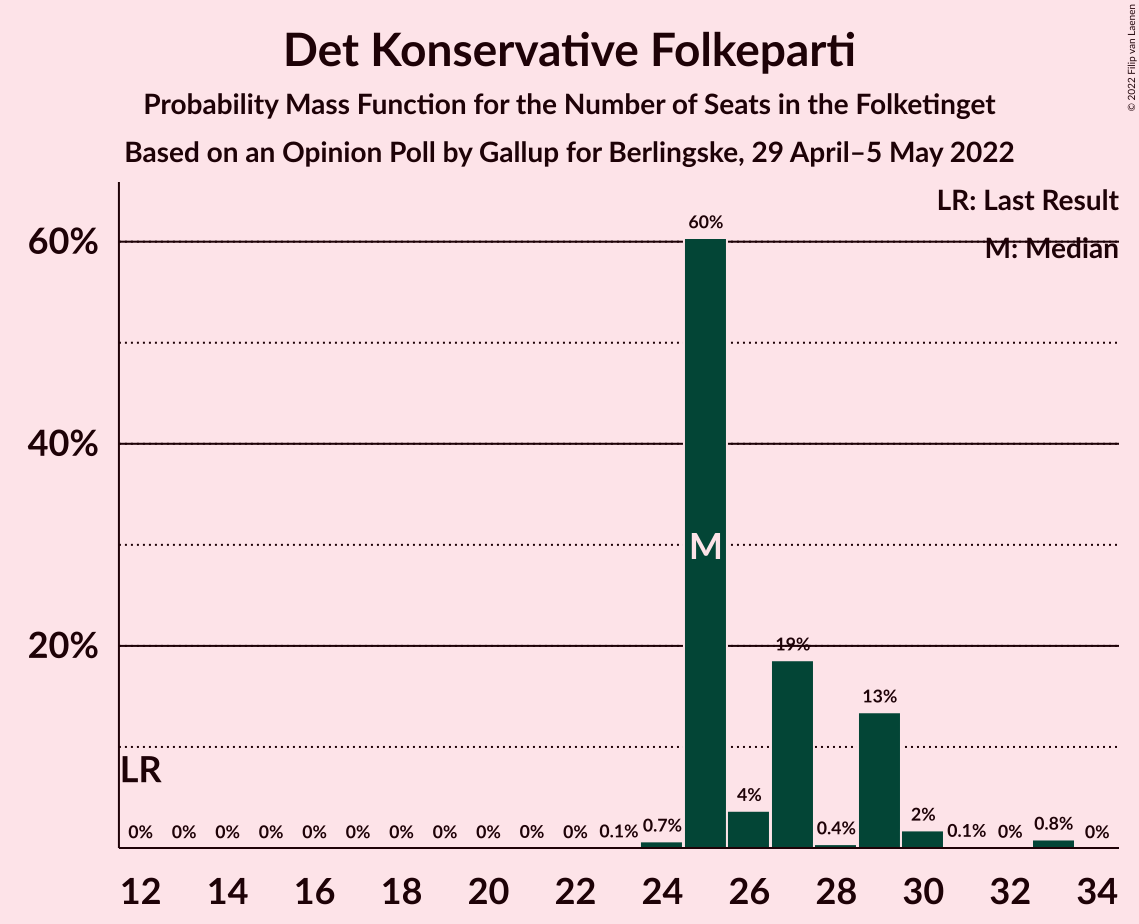 Det Konservative Folkeparti
Probability Mass Function for the Number of Seats in the Folketinget
Based on an Opinion Poll by Gallup for Berlingske, 29 April–5 May 2022
© 2022 Filip van Laenen
LR: Last Result
M: Median
60%
40%
20%
60%
M
19%
13%
LR
0% 0% 0% 0% 0% 0% 0% 0% 0% 0% 0% 0.1% 0.7% 4% 0.4% 2% 0.1% 0% 0.8% 0%
12 14 16 18 20 22 24 26 28 30 32 34